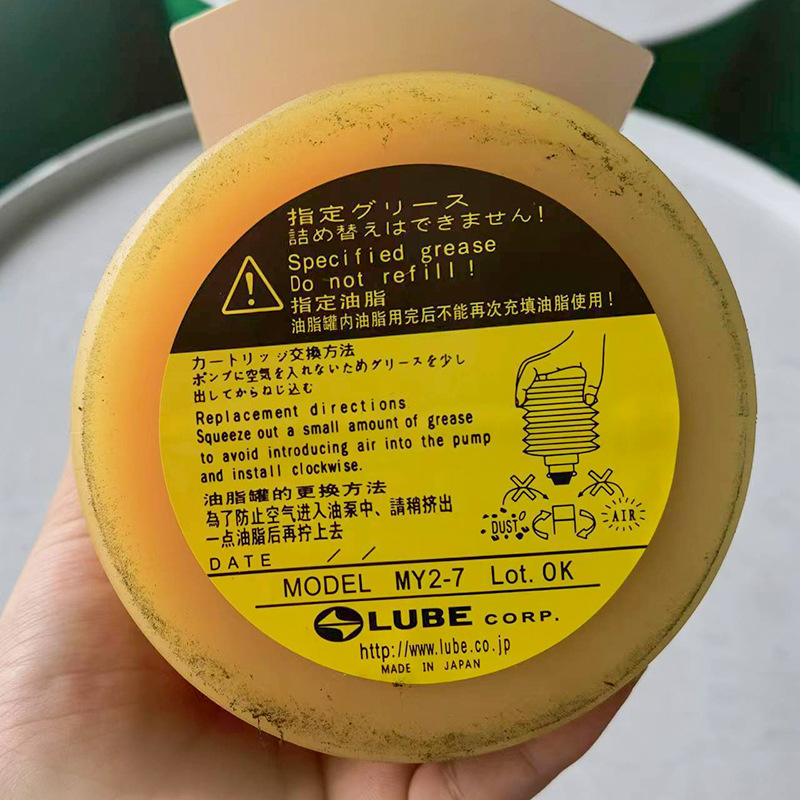 指定グリース
詰め替えはできません!
Specified grease
Do not refill!
指定油脂
油脂罐内油脂用完后不能再次充填油脂使用!
カートリッジ交換方法
ポンプに空気を入れないためグリースを少し
出してからねじ込む
Replacement directions
Squeeze out a small amount of grease
to avoid introducing air into the pump
and install clockwise.
油脂罐的更换方法
為了防止空气进入油泵中、請稍挤出
一点油脂后再拧上去
DUST
AIR
DATE / /
MODEL MY2-7 Lot. OK
LUBE CORP.
http://www.lube.co.jp
MADE IN JAPAN